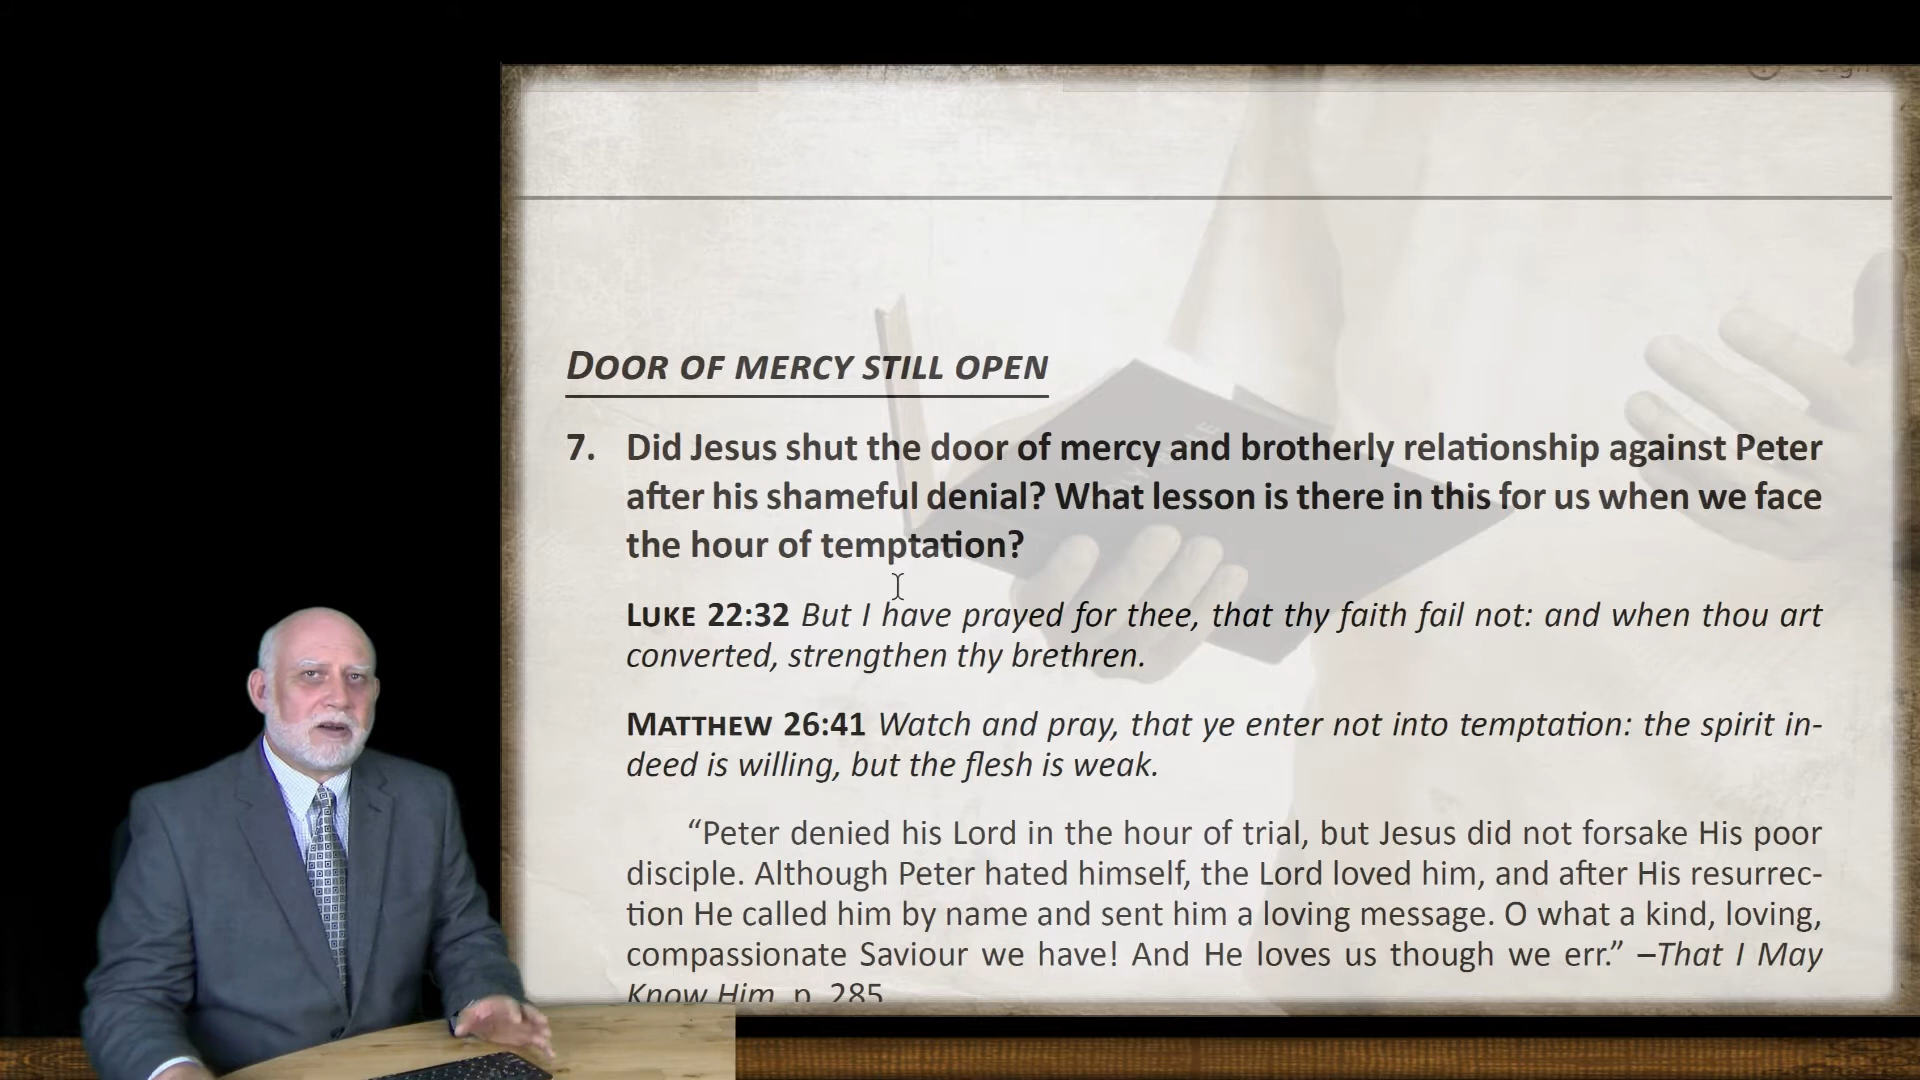 DOOR OF MERCY STILL OPEN
7. Did Jesus shut the door of mercy and brotherly relationship against Peter
after his shameful denial? What lesson is there in this for us when we face
the hour of temptation?
LUKE 22:32 But I have prayed for thee, that thy faith fail not: and when thou art
converted, strengthen thy brethren.
MATTHEW 26:41 Watch and pray, that ye enter not into temptation: the spirit in-
deed is willing, but the flesh is weak.
“Peter denied his Lord in the hour of trial, but Jesus did not forsake His poor
disciple. Although Peter hated himself, the Lord loved him, and after His resurrec-
tion He called him by name and sent him a loving message. O what a kind, loving,
compassionate Saviour we have! And He loves us though we err.” –That I May
Know Him, p. 285